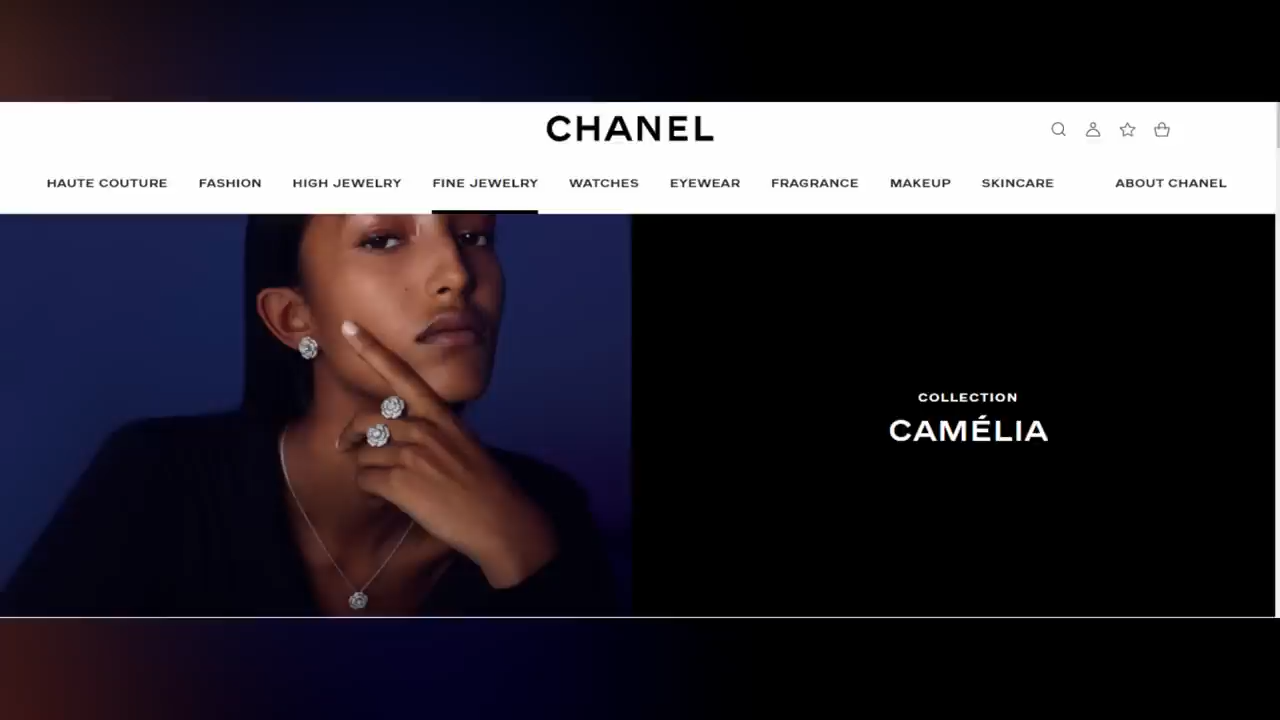 CHANEL
HAUTE COUTURE FASHION HIGH JEWELRY FINE JEWELRY WATCHES EYEWEAR FRAGRANCE MAKEUP SKINCARE ABOUT CHANEL
COLLECTION
CAMÉLIA